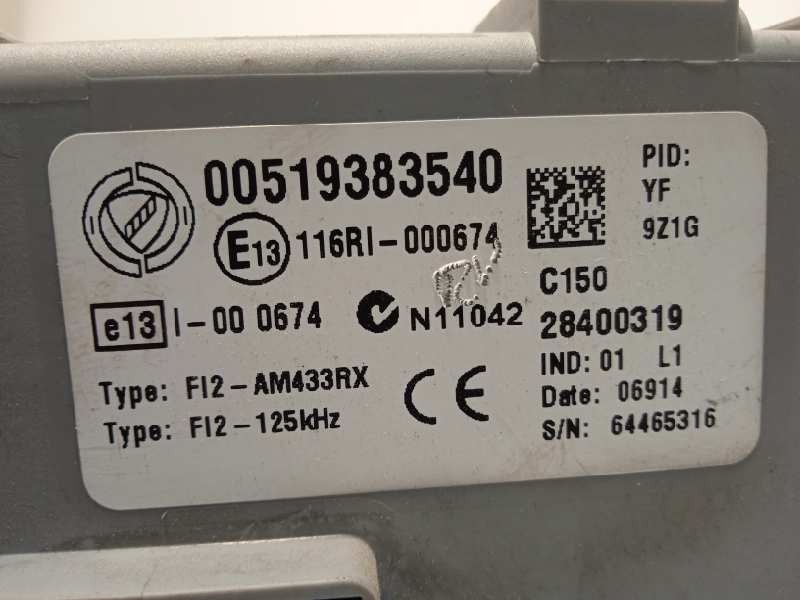 00519383540
E13 116RI-000674
e13 I-00 0674
N11042
Type: FI2-AM433RX
Type: FI2-125kHz
CE
PID:
YF
9Z1G
C150
28400319
IND: 01 L1
Date: 06914
S/N: 64465316